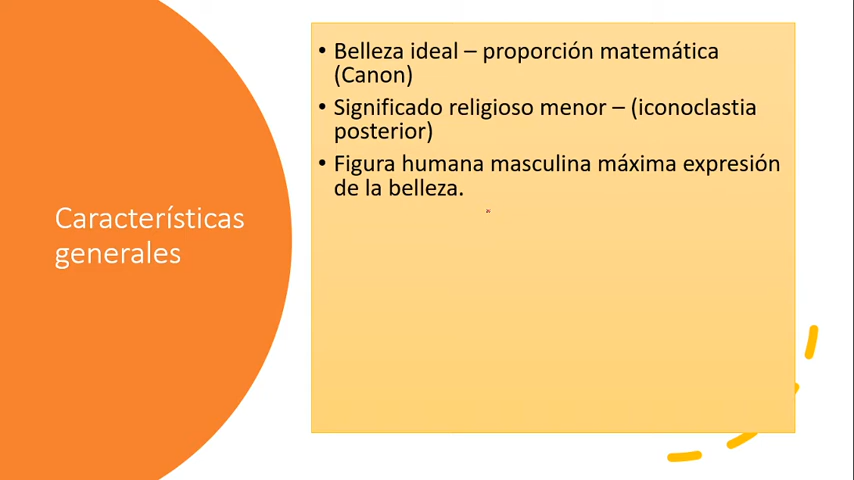 Características
generales
• Belleza ideal – proporción matemática
(Canon)
• Significado religioso menor – (iconoclastia
posterior)
• Figura humana masculina máxima expresión
de la belleza.